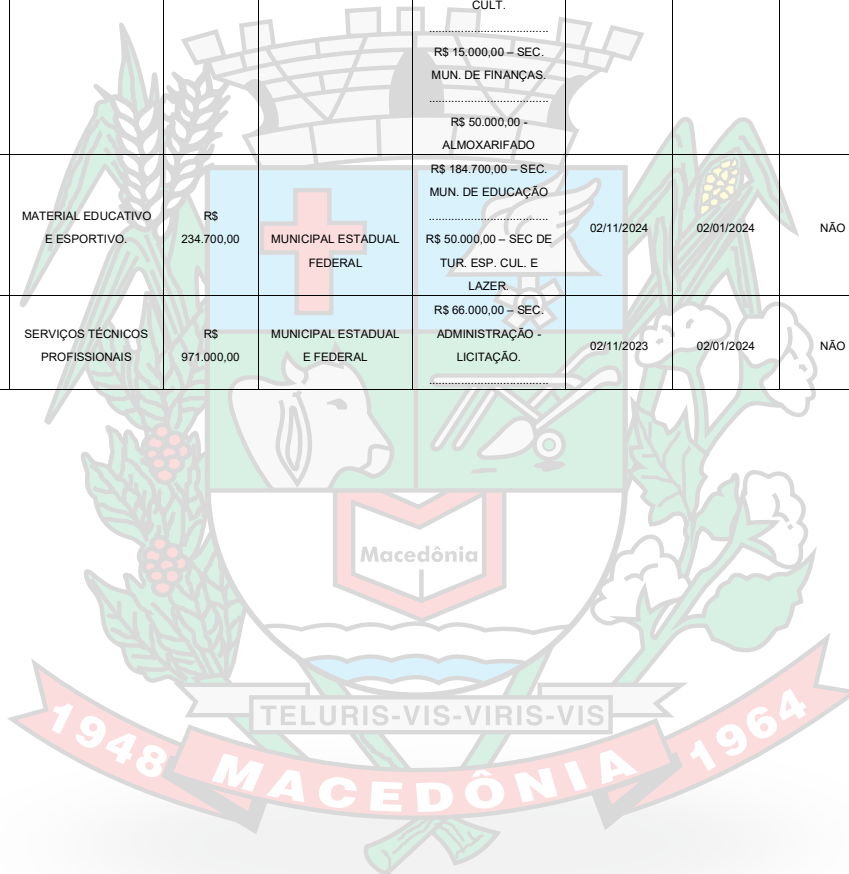 CULT.
......................................
R$ 15.000,00 – SEC.
MUN. DE FINANÇAS.
......................................
R$ 50.000,00 -
ALMOXARIFADO
MATERIAL EDUCATIVO
E ESPORTIVO.
R$
234.700,00
MUNICIPAL ESTADUAL
FEDERAL
R$ 184.700,00 – SEC.
MUN. DE EDUCAÇÃO
......................................
R$ 50.000,00 – SEC DE
TUR. ESP. CUL. E
LAZER.
02/11/2024
02/01/2024
NÃO
SERVIÇOS TÉCNICOS
PROFISSIONAIS
R$
971.000,00
MUNICIPAL ESTADUAL
E FEDERAL
R$ 66.000,00 – SEC.
ADMINISTRAÇÃO -
LICITAÇÃO.
......................................
02/11/2023
02/01/2024
NÃO
Macedônia
TELURIS-VIS-VIRIS-VIS
1948 MACEDÔNIA 1964